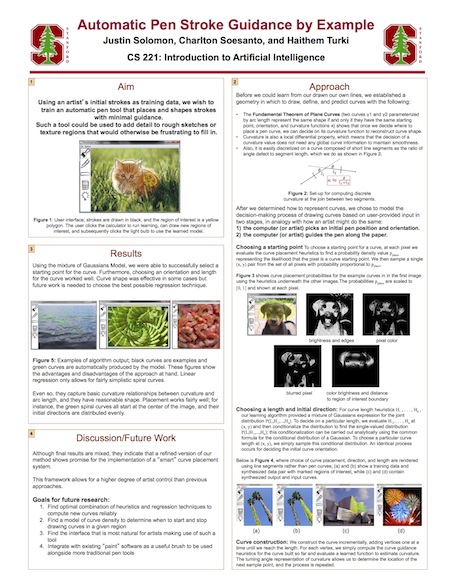 Automatic Pen Stroke Guidance by Example
Justin Solomon, Charlton Soesanto, and Haithem Turki
CS 221: Introduction to Artificial Intelligence
STANFORD
STANFORD
1
Aim
Using an artist's initial strokes as training data, we wish to
train an automatic pen tool that places and shapes strokes
with minimal guidance.
Such a tool could be used to add detail to rough sketches or
texture regions that would otherwise be frustrating to fill in.
Figure 1: User interface; strokes are drawn in black, and the region of interest is a yellow
polygon. The user clicks the calculator to run learning, can draw new regions of
interest, and subsequently clicks the light bulb to use the learned model.
3
Results
Using the mixture of Gaussians Model, we were able to successfully select a
starting point for the curve. Furthermore, choosing an orientation and length
for the curve worked well. Curve shape was effective in some cases but
future work is needed to choose the best possible regression technique.
Figure 5: Examples of algorithm output; black curves are examples and
green curves are automatically produced by the model. These figures show
the advantages and disadvantages of the approach at hand. Linear
regression only allows for fairly simplistic spiral curves.
Even so, they capture basic curvature relationships between curvature and
arc length, and they have reasonable shape. Placement works fairly well; for
instance, the green spiral curves all start at the center of the image, and their
initial directions are distributed evenly.
4
Discussion/Future Work
Although final results are mixed, they indicate that a refined version of our
method shows promise for the implementation of a "smart" curve placement
system.
This framework allows for a higher degree of artist control than previous
approaches.
Goals for future research:
1. Find optimal combination of heuristics and regression techniques to
compute new curves reliably
2. Find a model of curve density to determine when to start and stop
drawing curves in a given region
3. Find the interface that is most natural for artists making use of such a
tool
4. Integrate with existing "paint" software as a useful brush to be used
alongside more traditional pen tools
2
Approach
Before we could learn from our drawn our own lines, we established a
geometry in which to draw, define, and predict curves with the following:
• The Fundamental Theorem of Plane Curves (two curves γ1 and γ2 parameterized
by arc length represent the same shape if and only if they have the same starting
point, orientation, and curvature functions κ) shows that once we decide where to
place a pen curve, we can decide on its curvature function to reconstruct curve shape.
• Curvature is also a local differential property, which means that the decision of a
curvature value does not need any global curve information to maintain smoothness.
• Also, it is easily discretized on a curve composed of short line segments as the ratio of
angle defect to segment length, which we do as shown in Figure 2.
Figure 2: Set-up for computing discrete
curvature at the join between two segments.
After we determined how to represent curves, we chose to model the
decision-making process of drawing curves based on user-provided input in
two stages, in analogy with how an artist might do the same:
1) the computer (or artist) picks an initial pen position and orientation.
2) the computer (or artist) guides the pen along the paper.
Choosing a starting point To choose a starting point for a curve, at each pixel we
evaluate the curve placement heuristics to find a probability density value
representing the likelihood that the pixel is a curve starting point. We then sample a single
(x, y) pair from the set of all pixels with probability proportional to
Figure 3 shows curve placement probabilities for the example curves in in the first image
using the heuristics underneath the other images. The probabilities are scaled to
[0, 1] and shown at each pixel.
brightness and edges
pixel color
blurred pixel
color brightness and distance
to region of interest boundary
Choosing a length and initial direction: For curve length heuristics H₁, . . . , Hₖ,
our learning algorithm provided a mixture of Gaussians expression for the joint
distribution
(x, y) and then conditionalize the distribution to find the single-valued distribution
this conditionalization can be carried out analytically using the common
formula for the conditional distribution of a Gaussian. To choose a particular curve
length at (x, y), we simply sample this conditional distribution. An identical process
occurs for deciding the initial curve orientation.
Below is Figure 4, where choice of curve placement, direction, and length are rendered
using line segments rather than pen curves; (a) and (b) show a training data and
synthesized data pair with marked regions of interest, while (c) and (d) contain
synthesized output and input curves.
(a)
(b)
(c)
(d)
Curve construction: We construct the curve incrementally, adding vertices one at a
time until we reach the length. For each vertex, we simply compute the curve guidance
heuristics for the curve built so far and evaluate a learned function to estimate curvature.
The turning angle representation of curvature allows us to determine the location of the
next sample point, and the process is repeated.